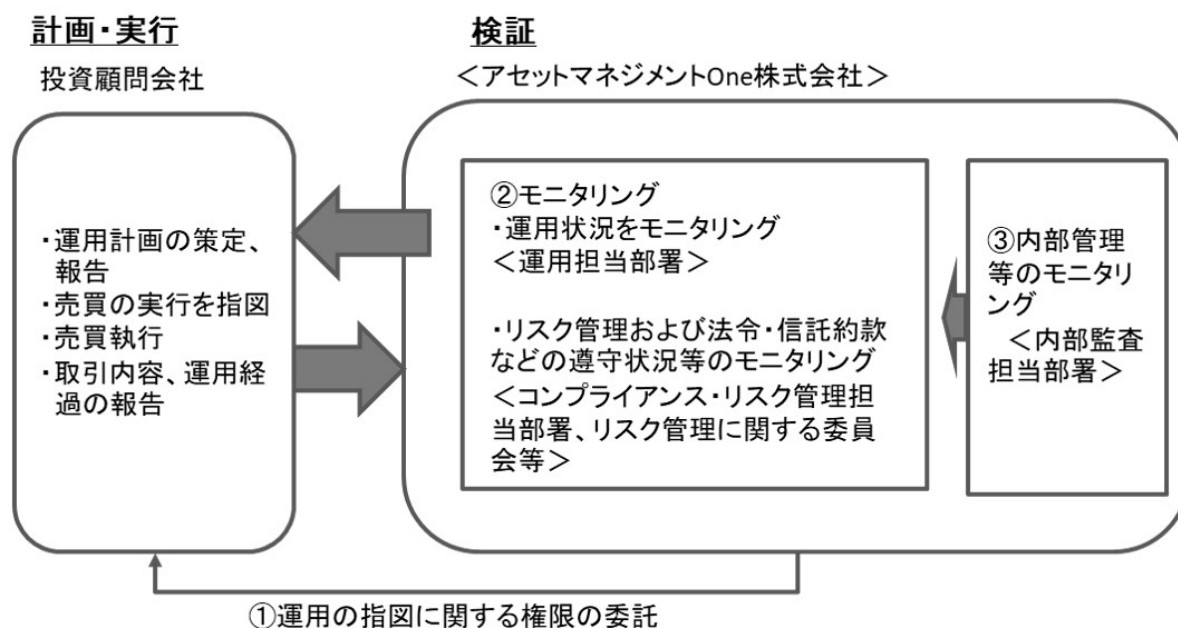 計画・実行
投資顧問会社
・運用計画の策定、
報告
・売買の実行を指図
・売買執行
・取引内容、運用経
過の報告
検証
＜アセットマネジメントOne株式会社＞
②モニタリング
・運用状況をモニタリング
＜運用担当部署＞
・リスク管理および法令・信託約款
などの遵守状況等のモニタリング
＜コンプライアンス・リスク管理担
当部署、リスク管理に関する委員
会等＞
③内部管理
等のモニタリ
ング
＜内部監査
担当部署＞
①運用の指図に関する権限の委託